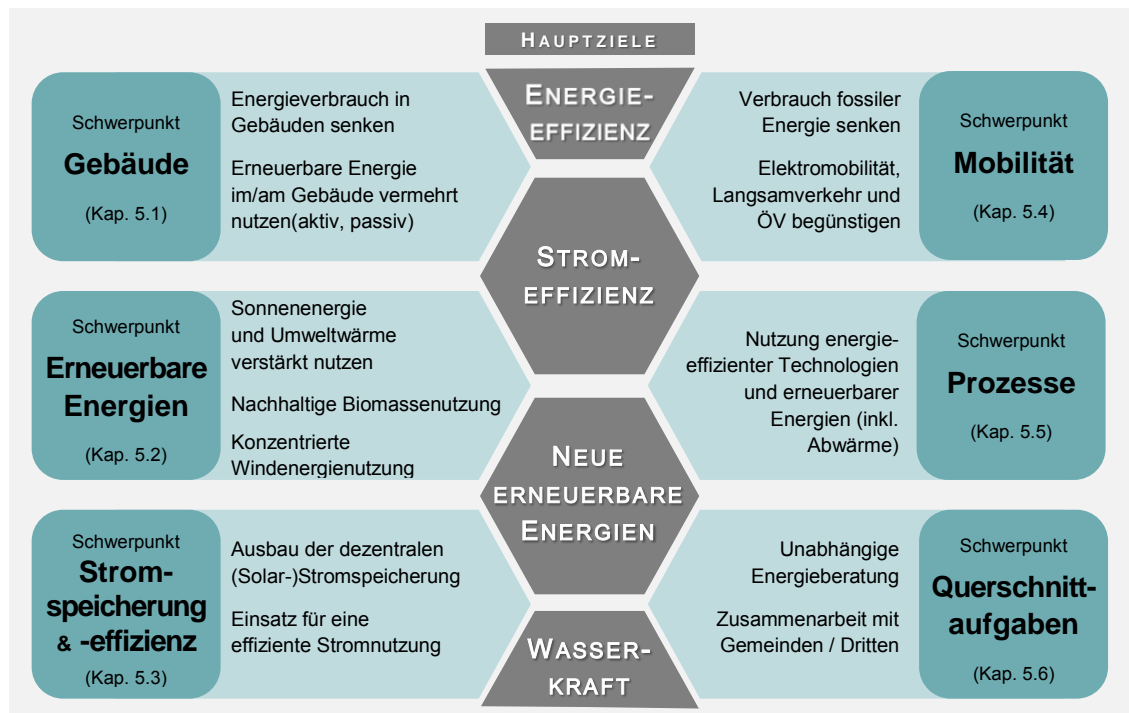 HAUPTZIELE
Schwerpunkt
Gebäude
(Kap. 5.1)
Energieverbrauch in
Gebäuden senken
Erneuerbare Energie
im/am Gebäude vermehrt
nutzen(aktiv, passiv)
ENERGIE-
EFFIZIENZ
Verbrauch fossiler
Energie senken
Elektromobilität,
Langsamverkehr und
ÖV begünstigen
Schwerpunkt
Mobilität
(Kap. 5.4)
STROM-
EFFIZIENZ
Schwerpunkt
Erneuerbare
Energien
(Kap. 5.2)
Sonnenenergie
und Umweltwärme
verstärkt nutzen
Nachhaltige Biomassenutzung
Konzentrierte
Windenergienutzung
Nutzung energie-
effizienter Technologien
und erneuerbarer
Energien (inkl.
Abwärme)
Schwerpunkt
Prozesse
(Kap. 5.5)
NEUE
ERNEUERBARE
ENERGIEN
Schwerpunkt
Strom-
speicherung
& -effizienz
(Kap. 5.3)
Ausbau der dezentralen
(Solar-)Stromspeicherung
Einsatz für eine
effiziente Stromnutzung
WASSER-
KRAFT
Unabhängige
Energieberatung
Zusammenarbeit mit
Gemeinden / Dritten
Schwerpunkt
Querschnitt-
aufgaben
(Kap. 5.6)